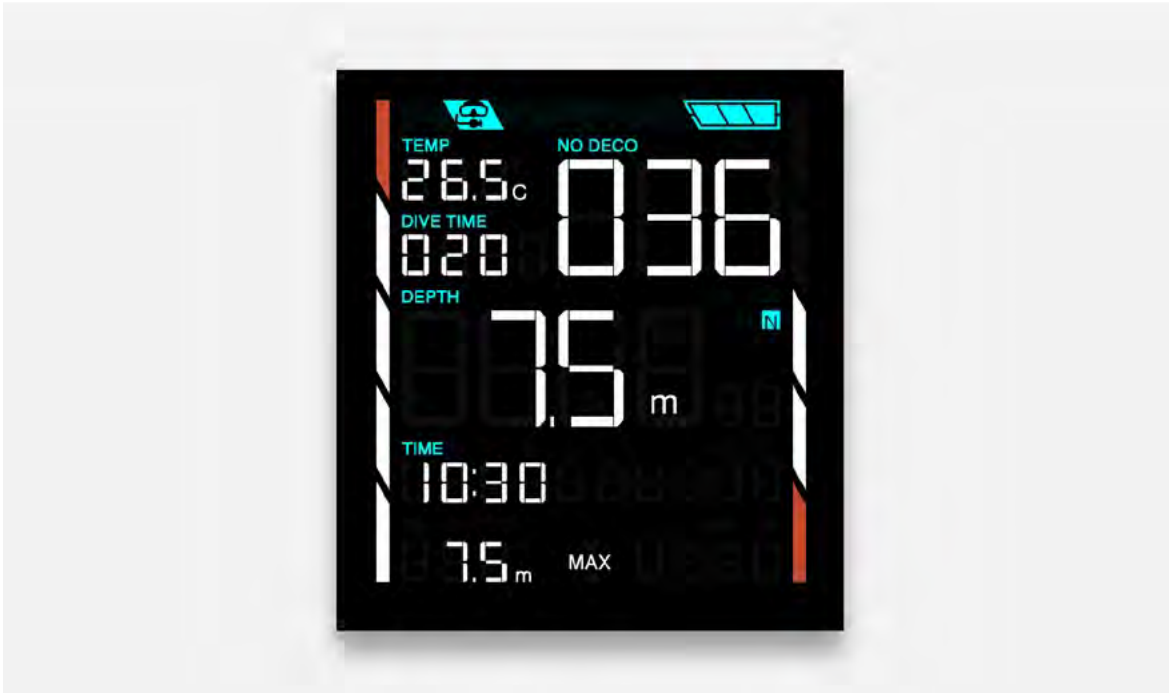 TEMP NO DECO
26.5c 036
DIVE TIME
020
DEPTH
N
7.5 m
TIME
10:30
7.5m MAX